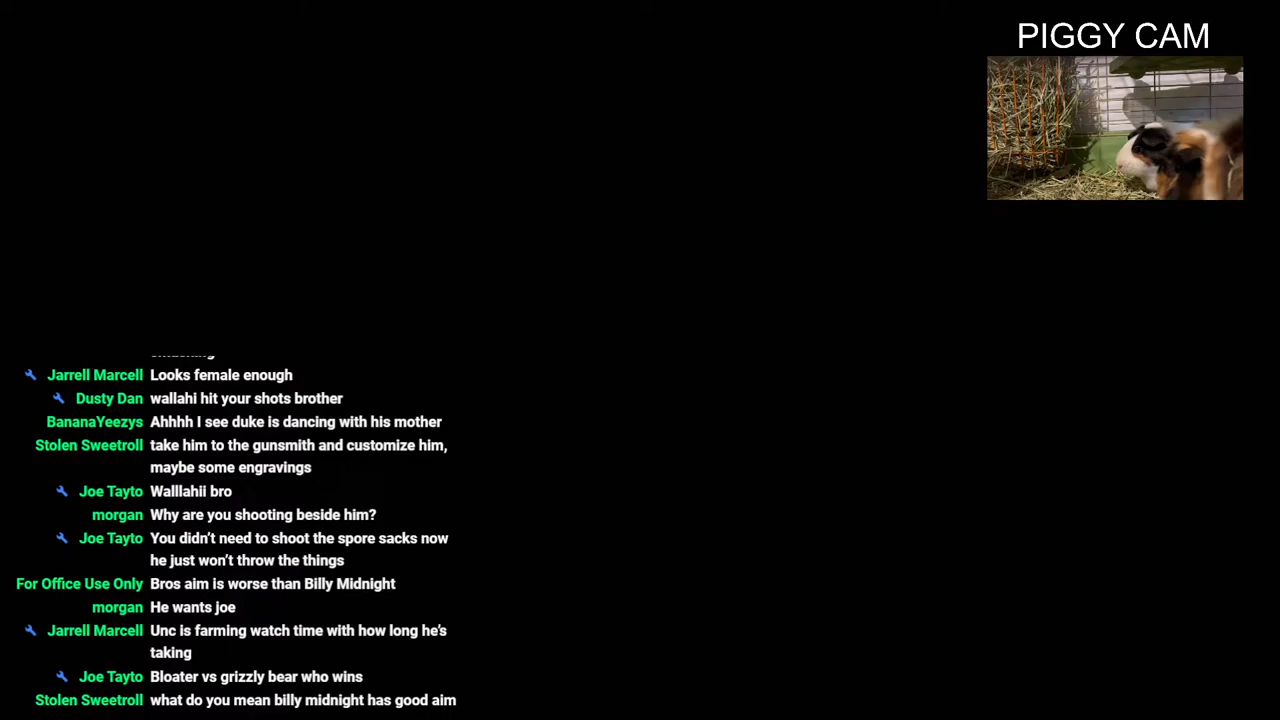 PIGGY CAM
Jarrell Marcell Looks female enough
Dusty Dan wallahi hit your shots brother
BananaYeezys Ahhhh I see duke is dancing with his mother
Stolen Sweetroll take him to the gunsmith and customize him,
maybe some engravings
Joe Tayto Walllahii bro
morgan Why are you shooting beside him?
Joe Tayto You didn't need to shoot the spore sacks now
he just won't throw the things
For Office Use Only Bros aim is worse than Billy Midnight
morgan He wants joe
Jarrell Marcell Unc is farming watch time with how long he's
taking
Joe Tayto Bloater vs grizzly bear who wins
Stolen Sweetroll what do you mean billy midnight has good aim